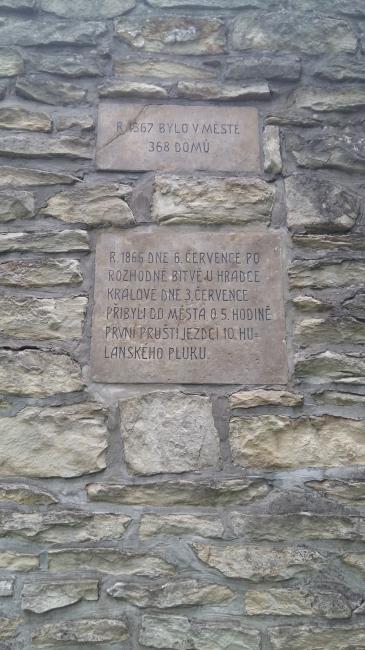 R. 1567 BYLO V MĚSTĚ
368 DOMŮ
R. 1866 DNE 6. ČERVENCE PO
ROZHODNÉ BITVĚ U HRADCE
KRÁLOVÉ DNE 3. ČERVENCE
PŘIBYLI DO MĚSTA O 5. HODINĚ
PRVNÍ PRUŠTÍ JEZDCI 10. HU-
LÁNSKÉHO PLUKU.